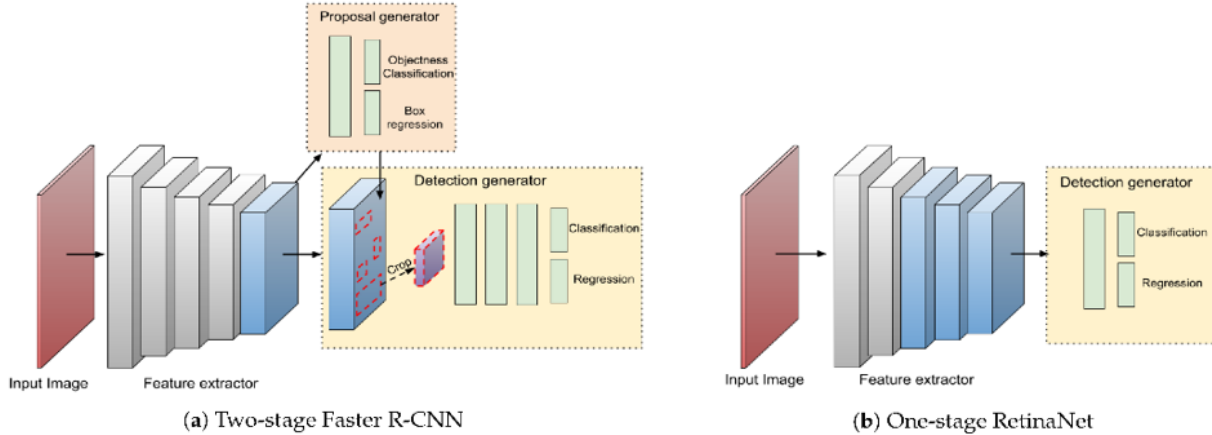 Proposal generator
Objectness
Classification
Box
regression
Detection generator
Classification
Crop
Regression
Input Image
Feature extractor
(a) Two-stage Faster R-CNN
Detection generator
Classification
Regression
Input Image
Feature extractor
(b) One-stage RetinaNet